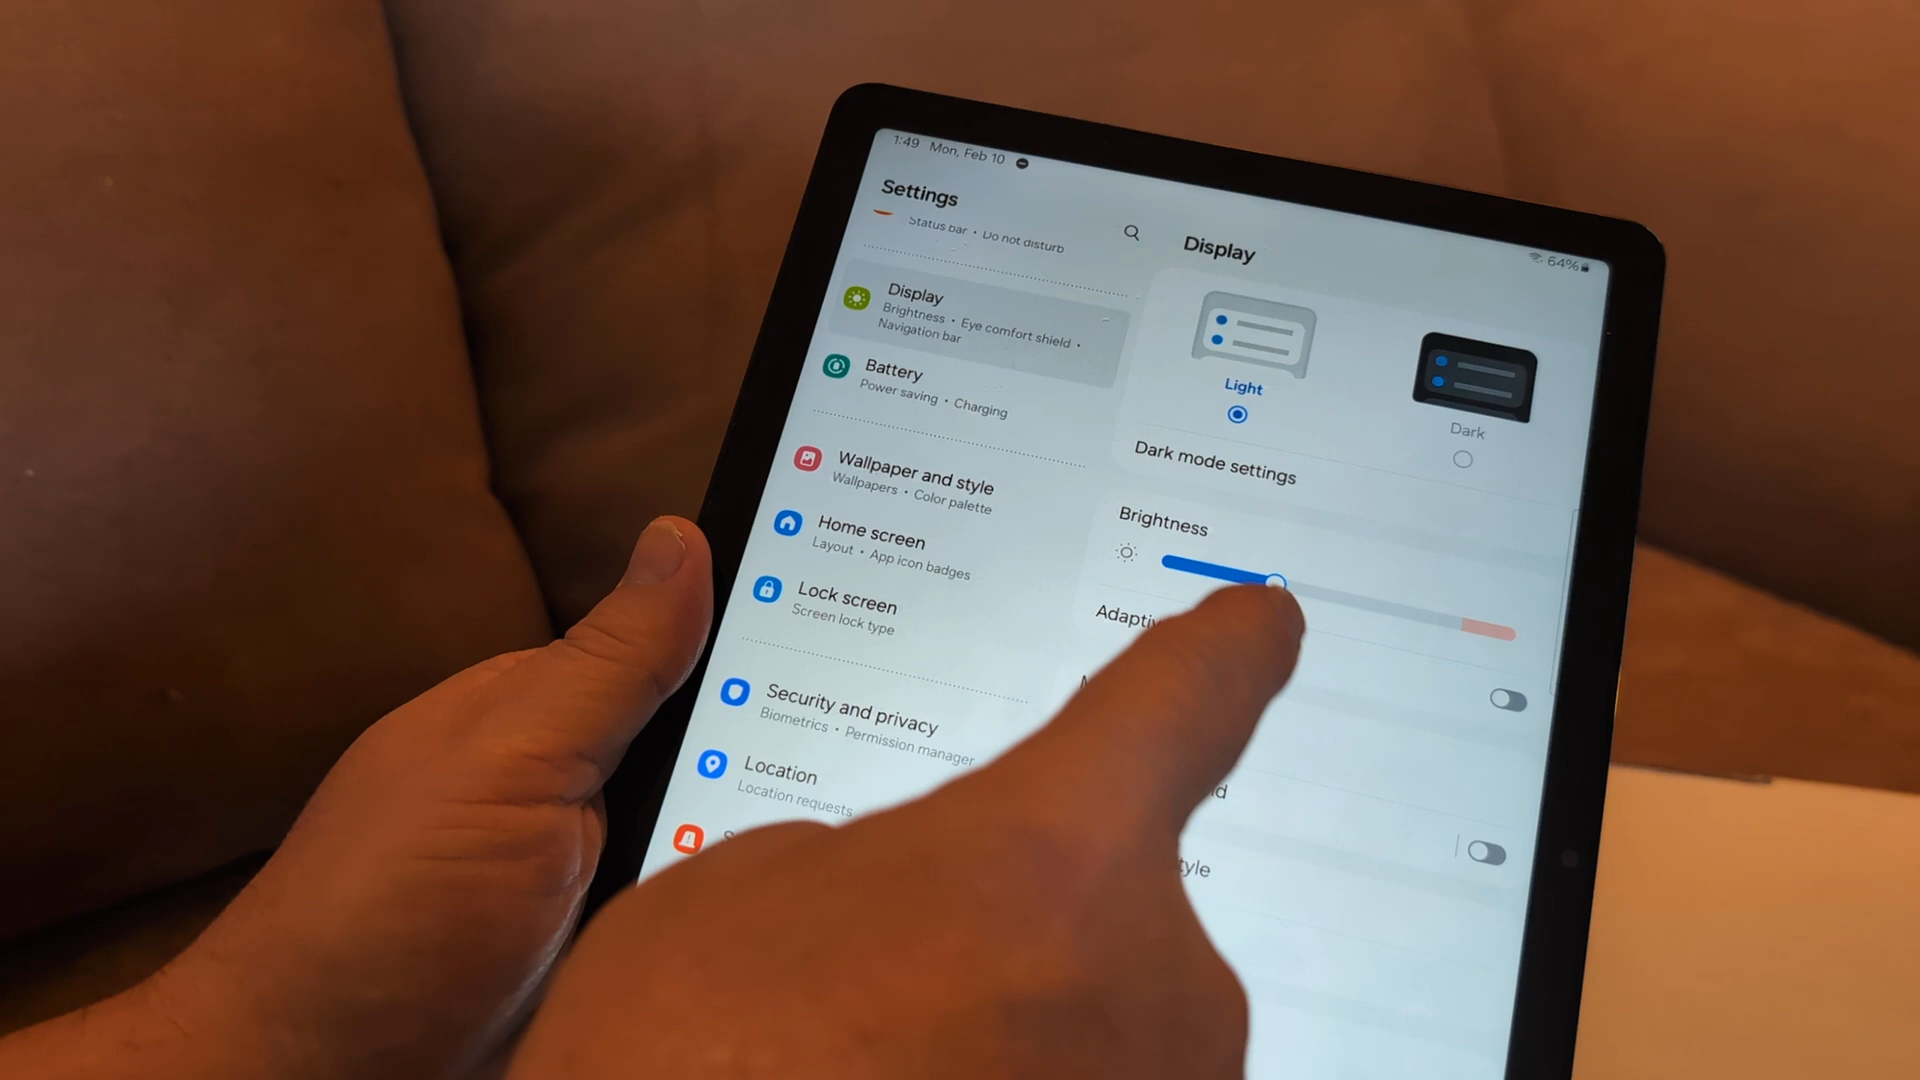 1:49 Mon, Feb 10
64%
Settings
Status bar • Do not disturb
Display
Brightness • Eye comfort shield •
Navigation bar
Battery
Power saving • Charging
Wallpaper and style
Wallpapers • Color palette
Home screen
Layout • App icon badges
Lock screen
Screen lock type
Security and privacy
Biometrics • Permission manager
Location
Location requests
Display
Light
Dark
Dark mode settings
Brightness